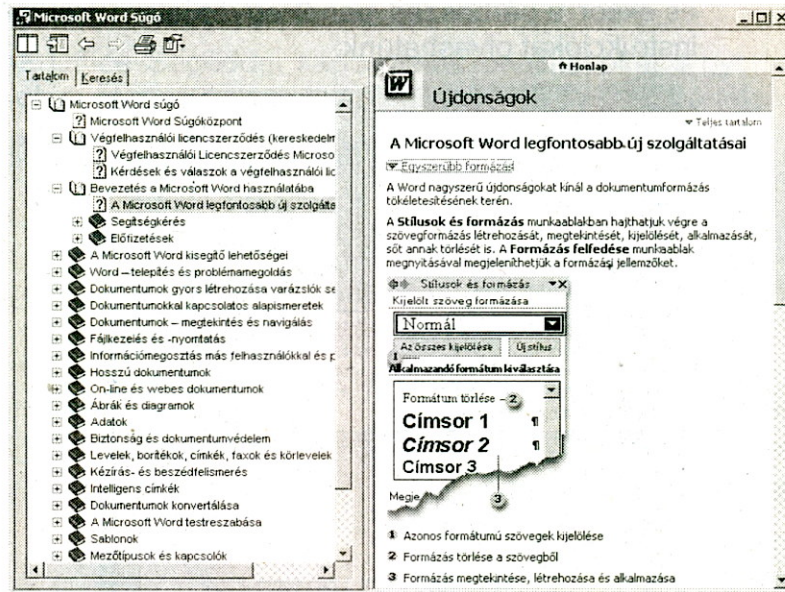 Microsoft Word Súgó
Tartalom
Keresés
Microsoft Word súgó
Microsoft Word Súgóközpont
Végfelhasználói licencszerződés (kereskedelm
Végfelhasználói Licencszerződés Microso
Kérdések és válaszok a végfelhasználói lic
Bevezetés a Microsoft Word használatába
A Microsoft Word legfontosabb új szolgálta
Segítségkérés
Előfizetések
A Microsoft Word kisegítő lehetőségei
Word – telepítés és problémamegoldás
Dokumentumok gyors létrehozása varázslók se
Dokumentumokkal kapcsolatos alapismeretek
Dokumentumok – megtekintés és navigálás
Fájlkezelés és -nyomtatás
Információmegosztás más felhasználókkal és p
Hosszú dokumentumok
On-line és webes dokumentumok
Ábrák és diagramok
Adatok
Biztonság és dokumentumvédelem
Levelek, borítékok, címkék, faxok és körlevelek
Kézírás- és beszédfelismerés
Intelligens címkék
Dokumentumok konvertálása
A Microsoft Word testreszabása
Sablonok
Mezőtípusok és kapcsolók
Honlap
W
Újdonságok
Teljes tartalom
A Microsoft Word legfontosabb új szolgáltatásai
Egyszerűbb formázás
A Word nagyszerű újdonságokat kínál a dokumentumformázás
tökéletesítésének terén.
A Stílusok és formázás munkaablakban hajthatjuk végre a
szövegformázás létrehozását, megtekintését, kijelölését, alkalmazását,
sőt annak törlését is. A Formázás felfedése munkaablak
megnyitásával megjeleníthetjük a formázási jellemzőket.
Stílusok és formázás
Kijelölt szöveg formázása
Normál
Az összes kijelölése
Új stílus
1
Alkalmazandó formátum kiválasztása
Formátum törlése
2
Címsor 1 ¶
Címsor 2 ¶
Címsor 3
Megje
3
1 Azonos formátumú szövegek kijelölése
2 Formázás törlése a szövegből
3 Formázás megtekintése, létrehozása és alkalmazása